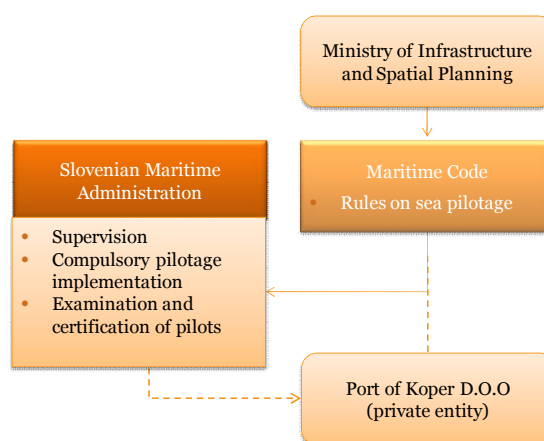 Ministry of Infrastructure
and Spatial Planning
Slovenian Maritime
Administration
• Supervision
• Compulsory pilotage
implementation
• Examination and
certification of pilots
Maritime Code
• Rules on sea pilotage
Port of Koper D.O.O
(private entity)